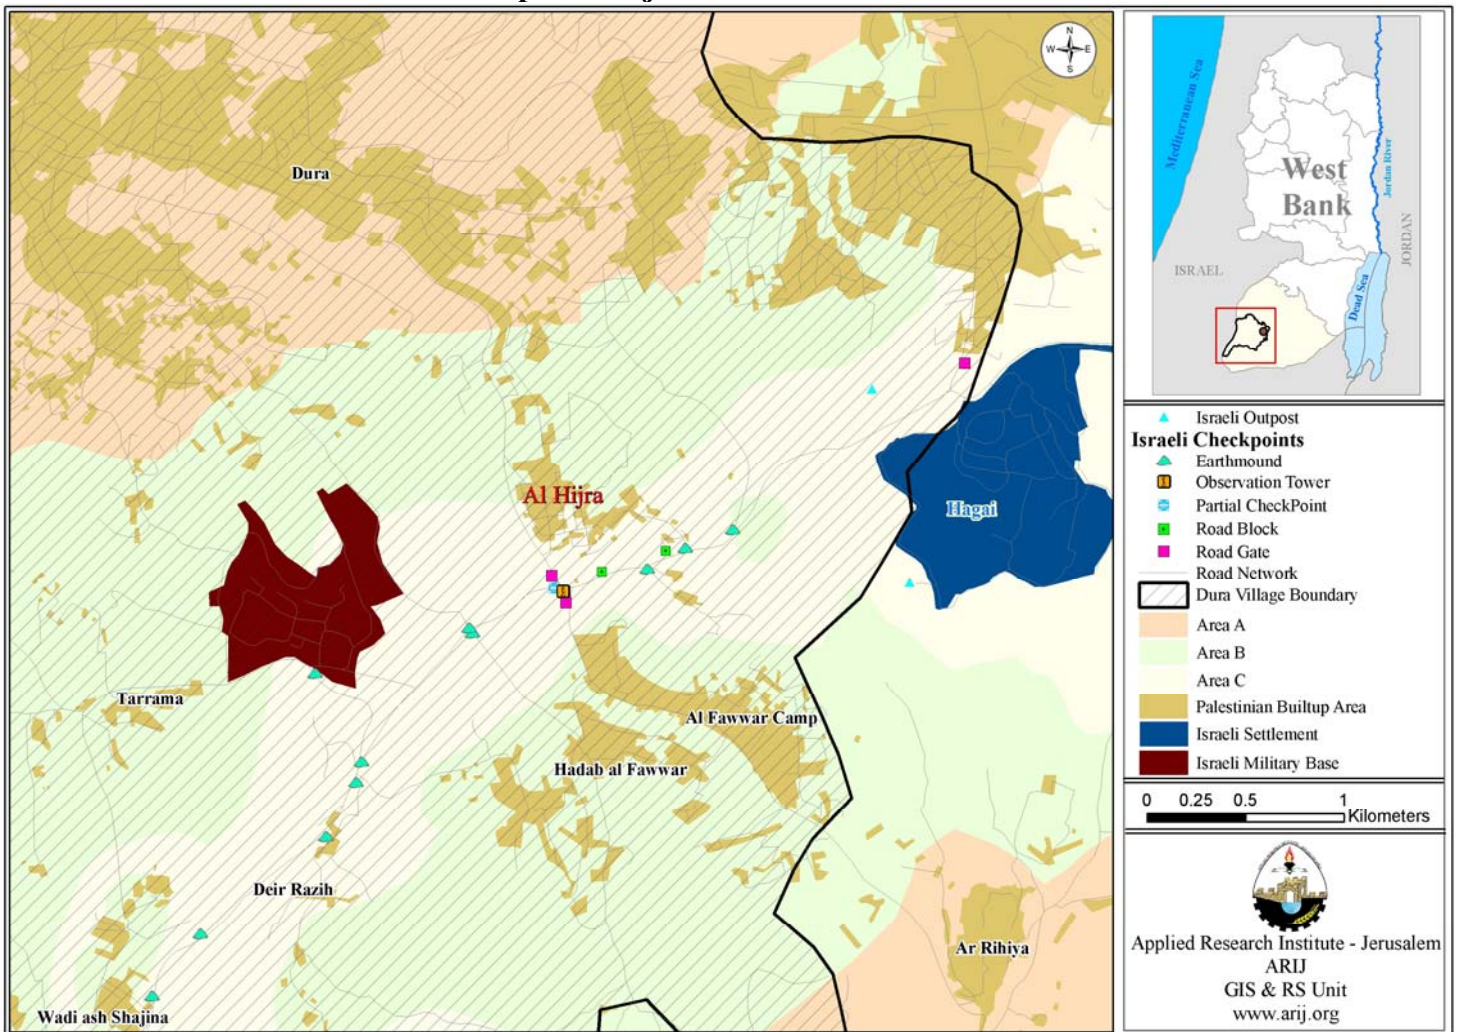 N
W E
S
Dura
Al Hijra
Hagai
Tarrama
Al Fawwar Camp
Hadab al Fawwar
Deir Razih
Ar Rihiya
Wadi ash Shajina
Mediterranean Sea
West
Bank
Jordan River
JORDAN
ISRAEL
Dead Sea
Israeli Outpost
Israeli Checkpoints
Earthmound
Observation Tower
Partial CheckPoint
Road Block
Road Gate
Road Network
Dura Village Boundary
Area A
Area B
Area C
Palestinian Builtup Area
Israeli Settlement
Israeli Military Base
0 0.25 0.5 1
Kilometers
Applied Research Institute - Jerusalem
ARIJ
GIS & RS Unit
www.arij.org